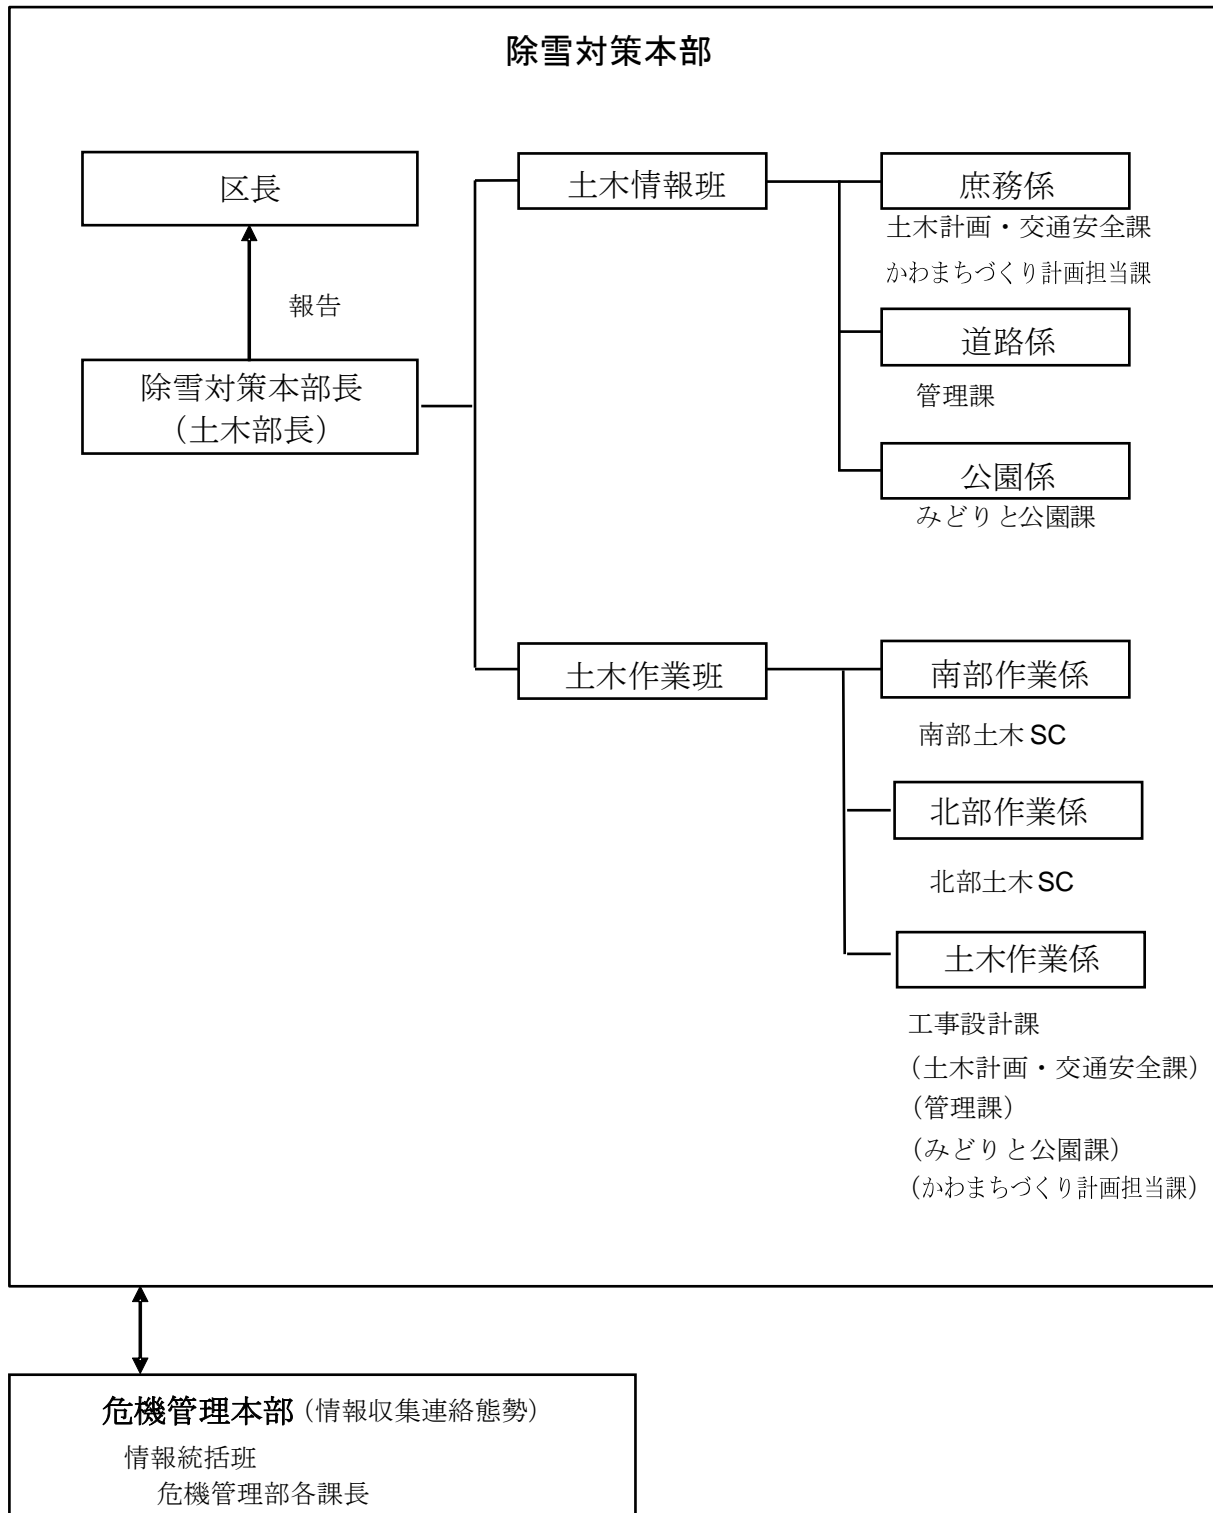 除雪対策本部
区長
報告
除雪対策本部長
（土木部長）
土木情報班
庶務係
土木計画・交通安全課
かわまちづくり計画担当課
道路係
管理課
公園係
みどりと公園課
土木作業班
南部作業係
南部土木 SC
北部作業係
北部土木 SC
土木作業係
工事設計課
（土木計画・交通安全課）
（管理課）
（みどりと公園課）
（かわまちづくり計画担当課）
危機管理本部（情報収集連絡態勢）
情報統括班
危機管理部各課長